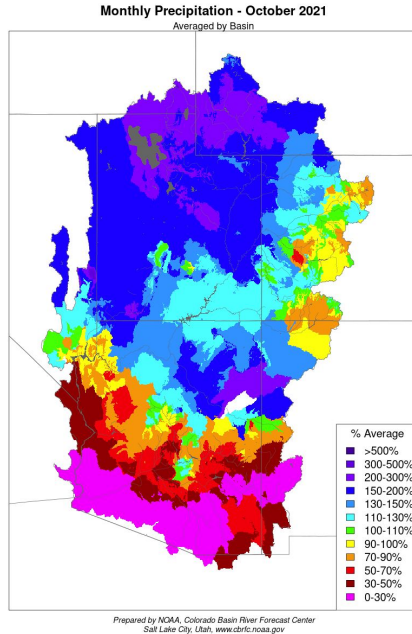 Monthly Precipitation - October 2021
Averaged by Basin
% Average
>500%
300-500%
200-300%
150-200%
130-150%
110-130%
100-110%
90-100%
70-90%
50-70%
30-50%
0-30%
Prepared by NOAA, Colorado Basin River Forecast Center
Salt Lake City, Utah, www.cbrfc.noaa.gov